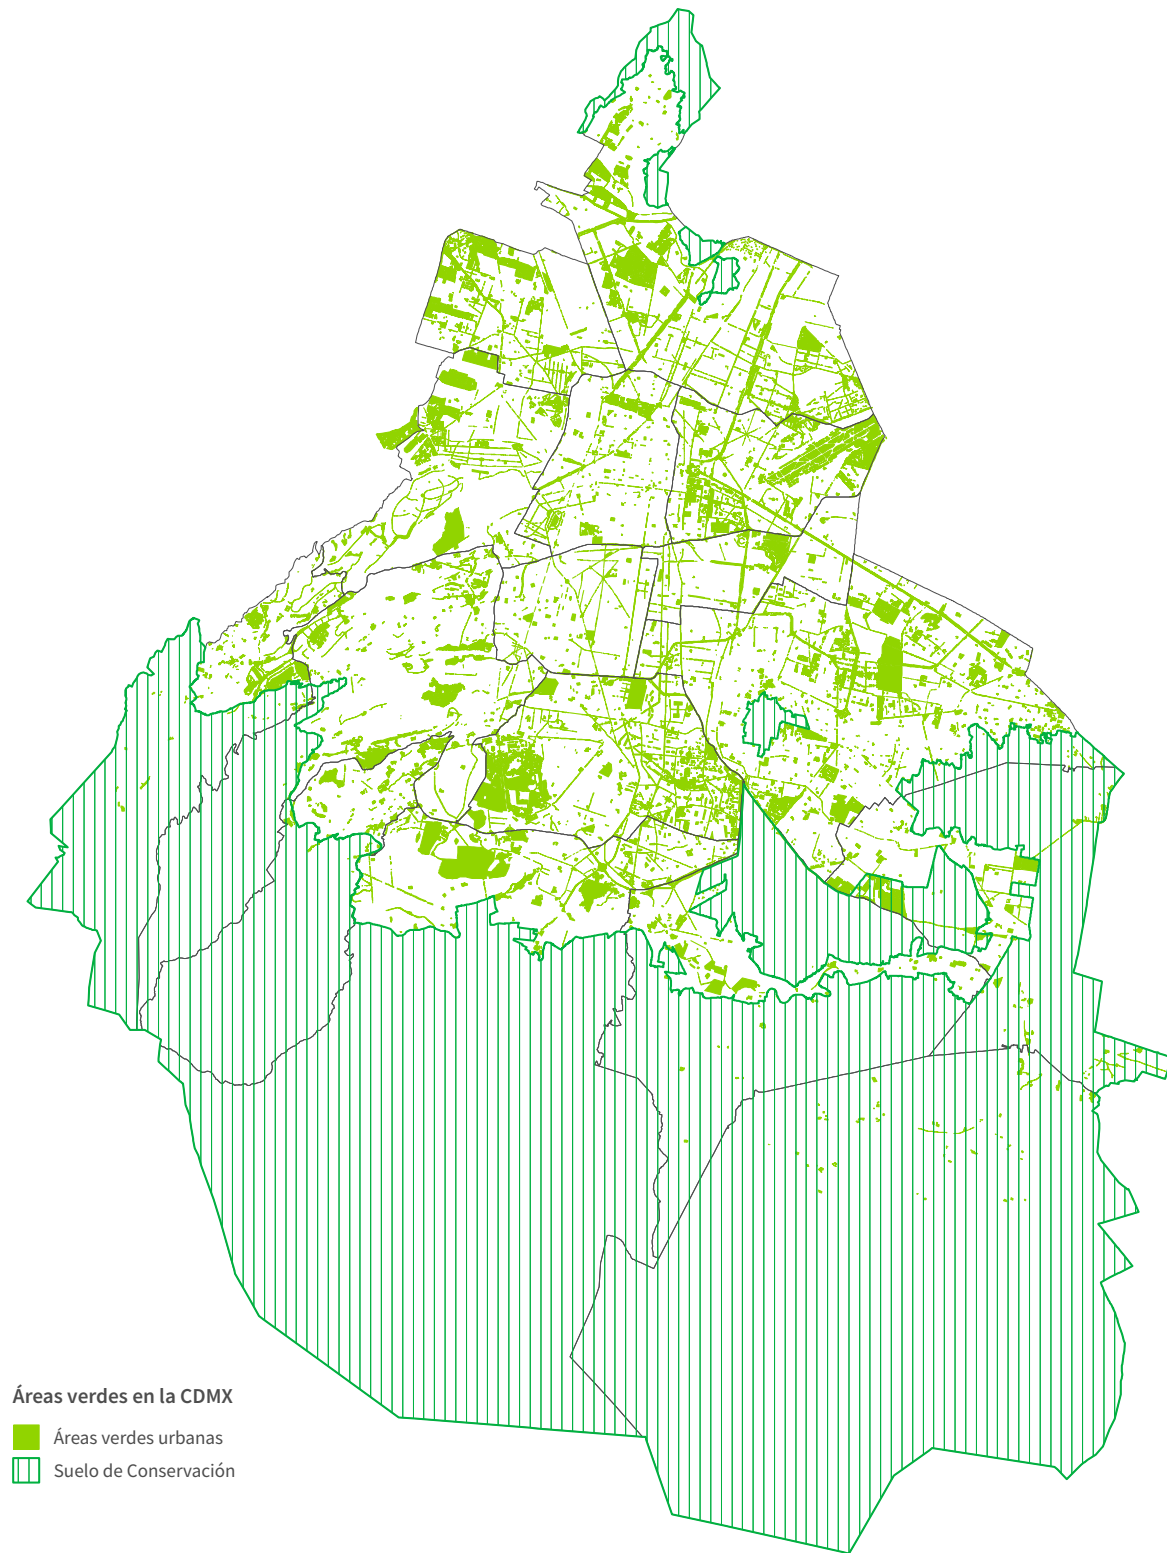 Áreas verdes en la CDMX
Áreas verdes urbanas
Suelo de Conservación